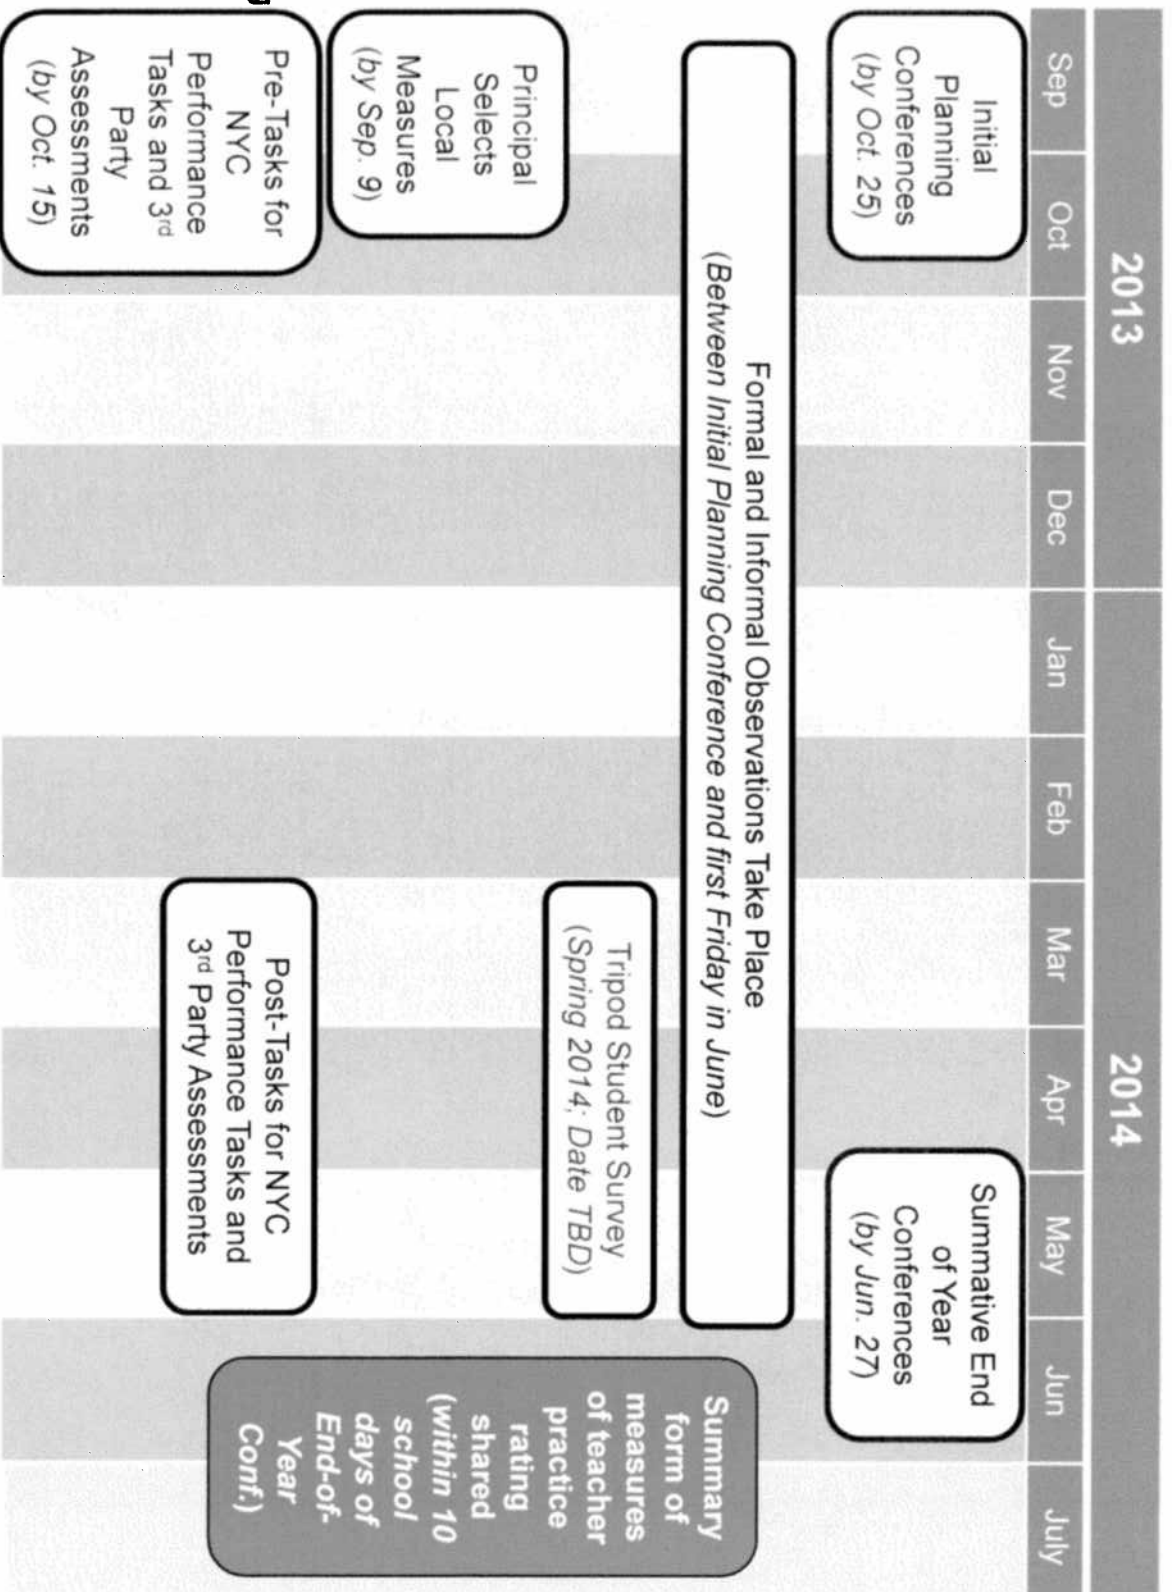 2013
2014
Sep
Oct
Nov
Dec
Jan
Feb
Mar
Apr
May
Jun
July
Initial
Planning
Conferences
(by Oct. 25)
Summative End
of Year
Conferences
(by Jun. 27)
Formal and Informal Observations Take Place
(Between Initial Planning Conference and first Friday in June)
Principal
Selects
Local
Measures
(by Sep. 9)
Tripod Student Survey
(Spring 2014; Date TBD)
Summary
form of
measures
of teacher
practice
rating
shared
(within 10
school
days of
End-of-
Year
Conf.)
Pre-Tasks for
NYC
Performance
Tasks and 3rd
Party
Assessments
(by Oct. 15)
Post-Tasks for NYC
Performance Tasks and
3rd Party Assessments